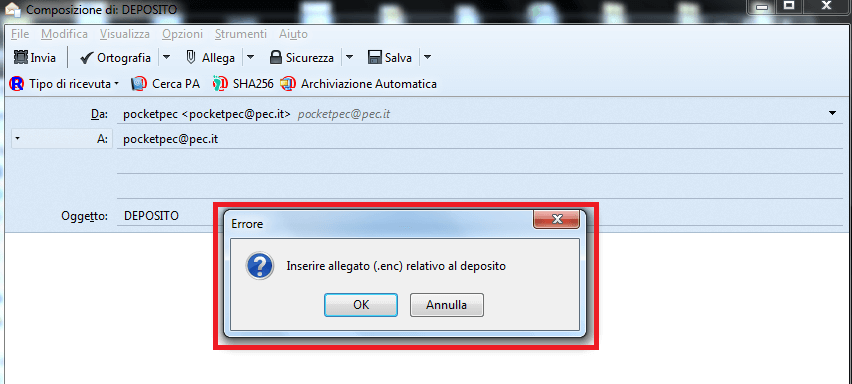 Composizione di: DEPOSITO
File Modifica Visualizza Opzioni Strumenti Aiuto
Invia Ortografia Allega Sicurezza Salva
Tipo di ricevuta Cerca PA SHA256 Archiviazione Automatica
Da: pocketpec <pocketpec@pec.it> pocketpec@pec.it
A: pocketpec@pec.it
Oggetto: DEPOSITO
Errore
Inserire allegato (.enc) relativo al deposito
OK Annulla